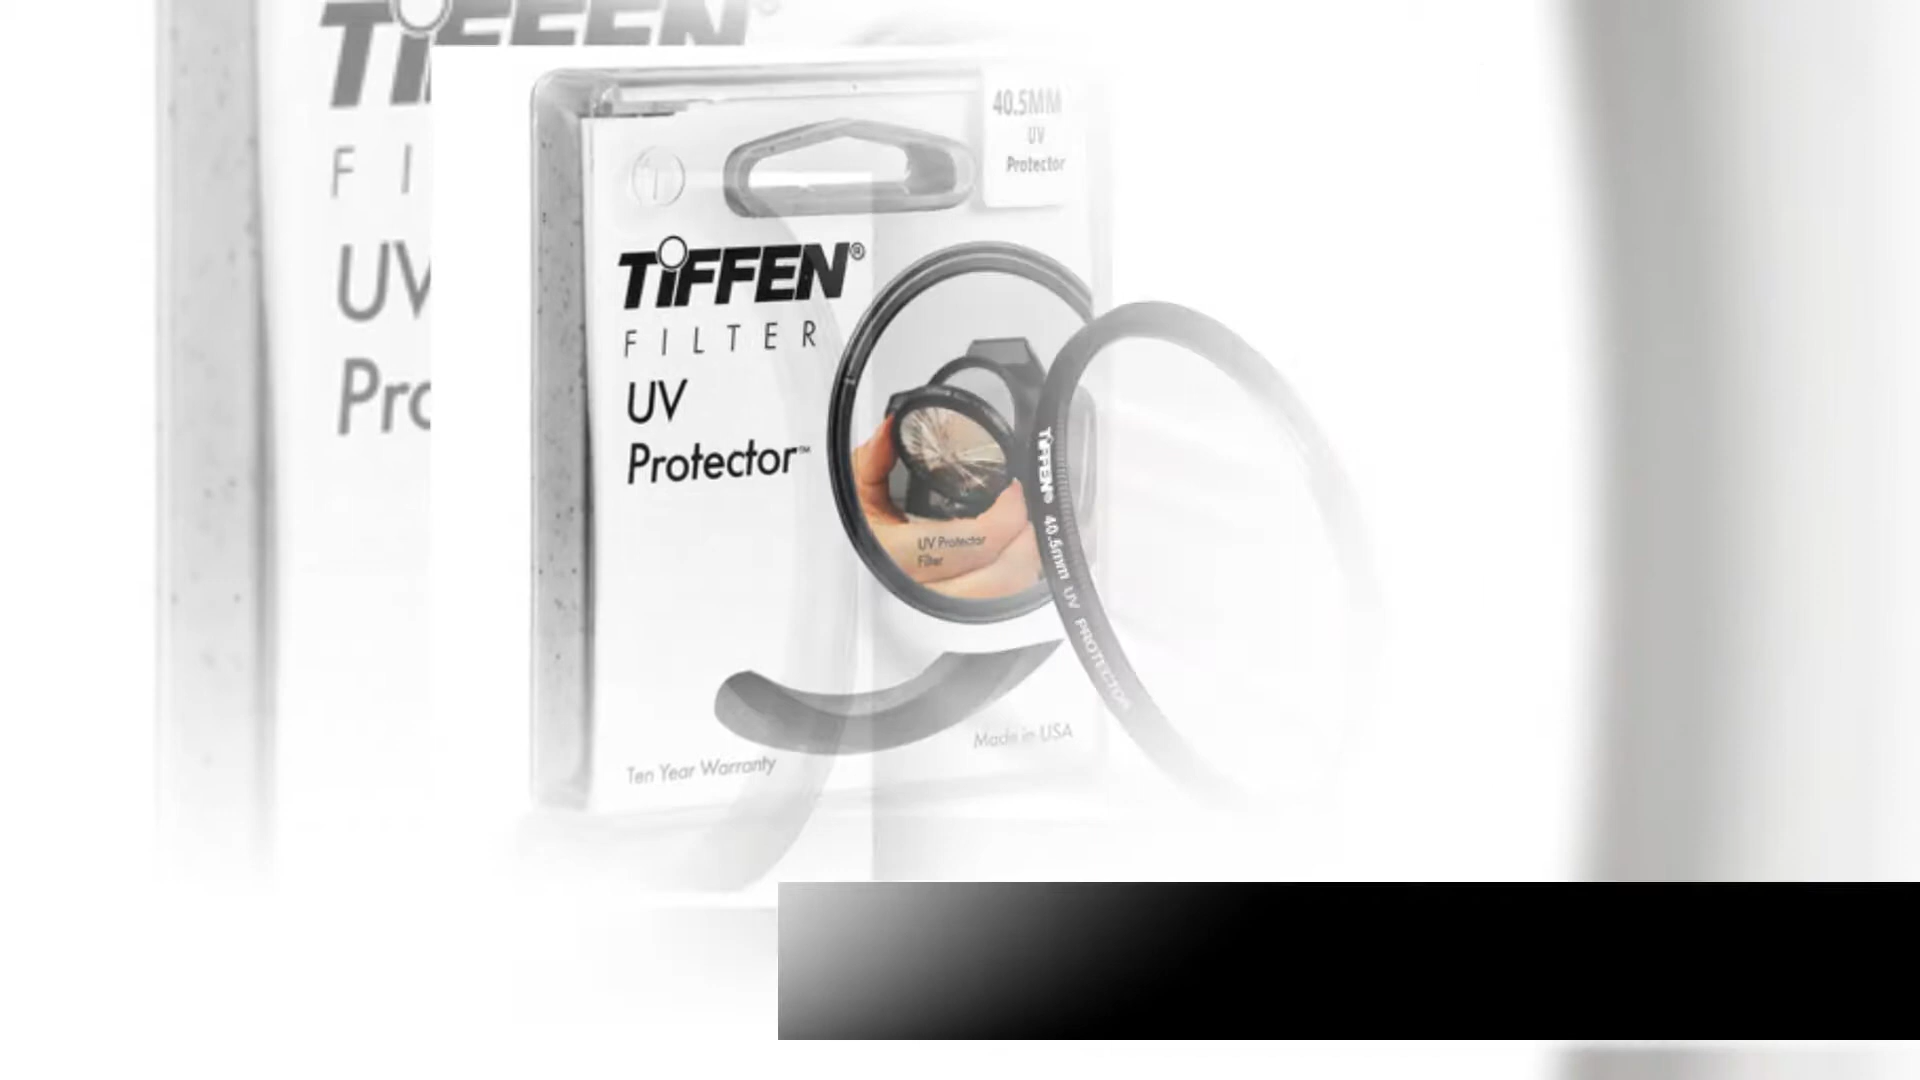 TiFFEN
FI
UV
Pro
40.5MM
UV
Protector
TiFFEN®
FILTER
UV
Protector™
UV Protector
Filter
TiFFEN® 40.5mm UV PROTECTOR
Made in USA
Ten Year Warranty